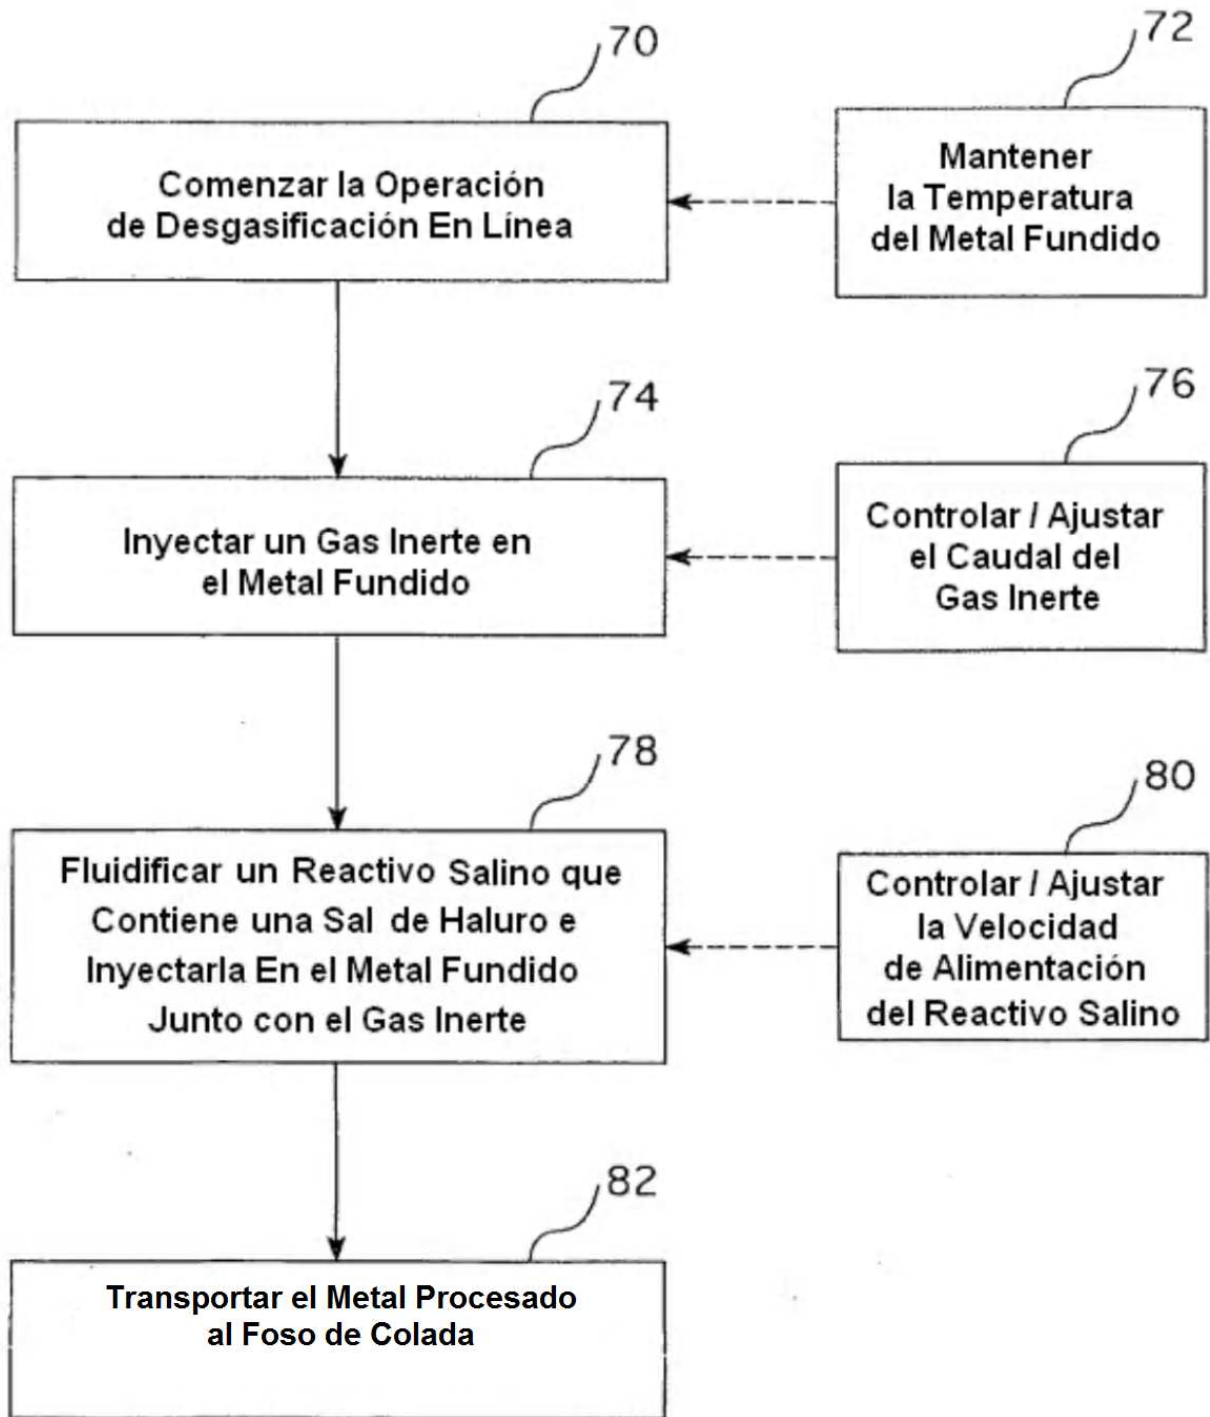 70
Comenzar la Operación
de Desgasificación En Línea
72
Mantener
la Temperatura
del Metal Fundido
74
Inyectar un Gas Inerte en
el Metal Fundido
76
Controlar / Ajustar
el Caudal del
Gas Inerte
78
Fluidificar un Reactivo Salino que
Contiene una Sal de Haluro e
Inyectarla En el Metal Fundido
Junto con el Gas Inerte
80
Controlar / Ajustar
la Velocidad
de Alimentación
del Reactivo Salino
82
Transportar el Metal Procesado
al Foso de Colada